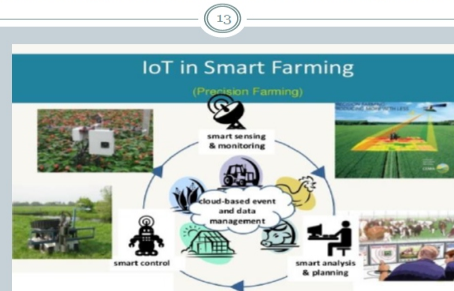 13
IoT in Smart Farming
(Precision Farming)
smart sensing
& monitoring
cloud-based event
and data
management
smart control
smart analysis
& planning